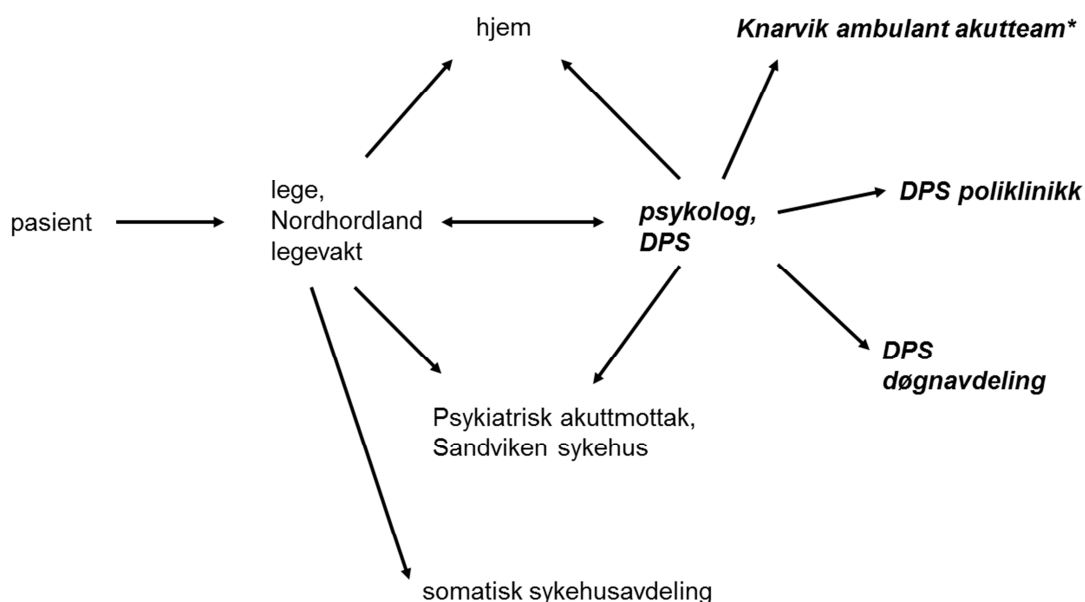 hjem
Knarvik ambulant akutteam*
pasient
lege,
Nordhordland
legevakt
psykolog,
DPS
DPS poliklinikk
DPS
døgnavdeling
Psykiatrisk akuttmottak,
Sandviken sykehus
somatisk sykehusavdeling